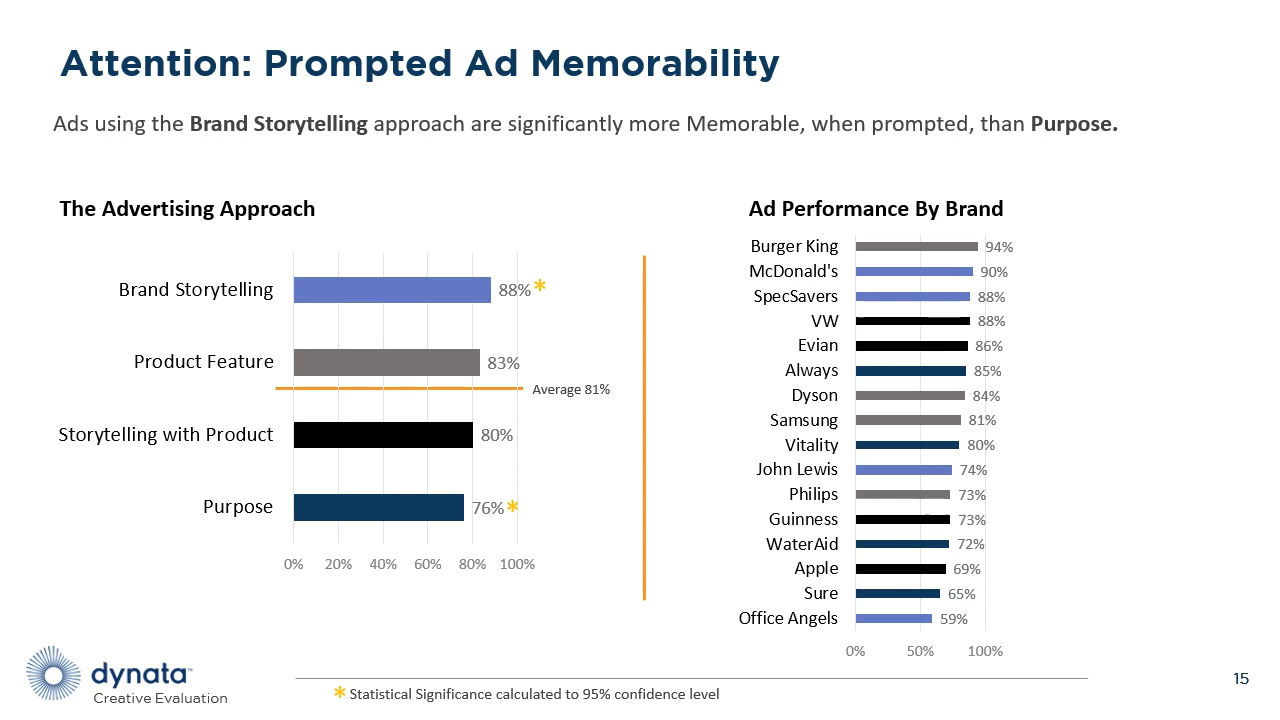 Attention: Prompted Ad Memorability
Ads using the Brand Storytelling approach are significantly more Memorable, when prompted, than Purpose.
The Advertising Approach
Brand Storytelling 88% *
Product Feature 83%
Average 81%
Storytelling with Product 80%
Purpose 76% *
0% 20% 40% 60% 80% 100%
Ad Performance By Brand
Burger King 94%
McDonald's 90%
SpecSavers 88%
VW 88%
Evian 86%
Always 85%
Dyson 84%
Samsung 81%
Vitality 80%
John Lewis 74%
Philips 73%
Guinness 73%
WaterAid 72%
Apple 69%
Sure 65%
Office Angels 59%
0% 50% 100%
dynata™
Creative Evaluation
* Statistical Significance calculated to 95% confidence level
15